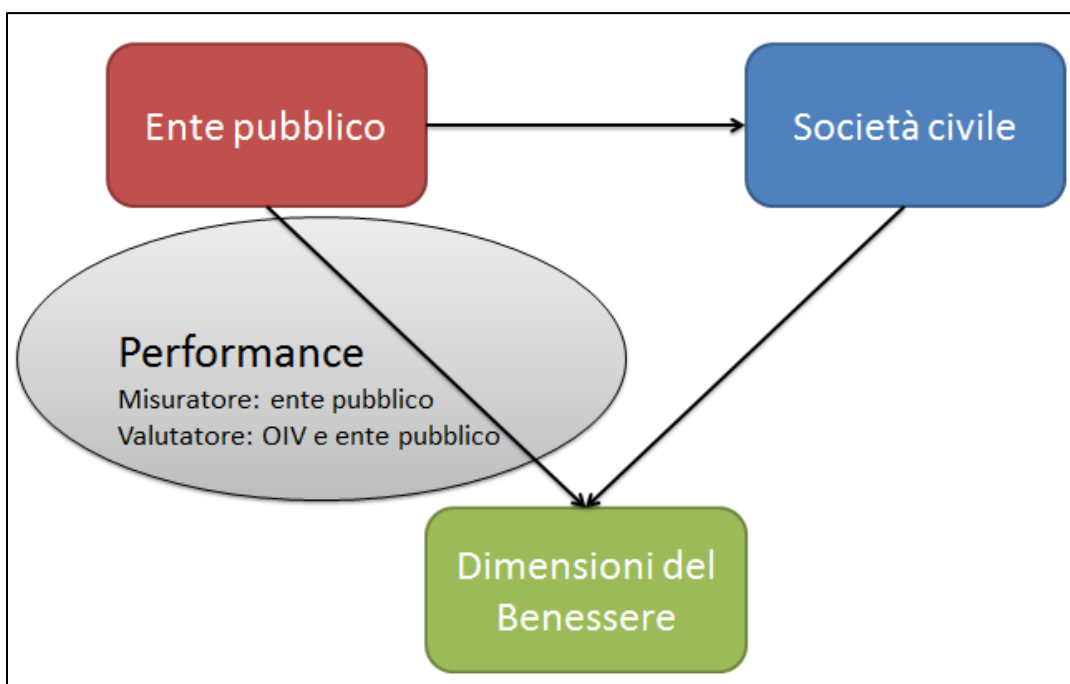 Ente pubblico
Società civile
Performance
Misuratore: ente pubblico
Valutatore: OIV e ente pubblico
Dimensioni del
Benessere